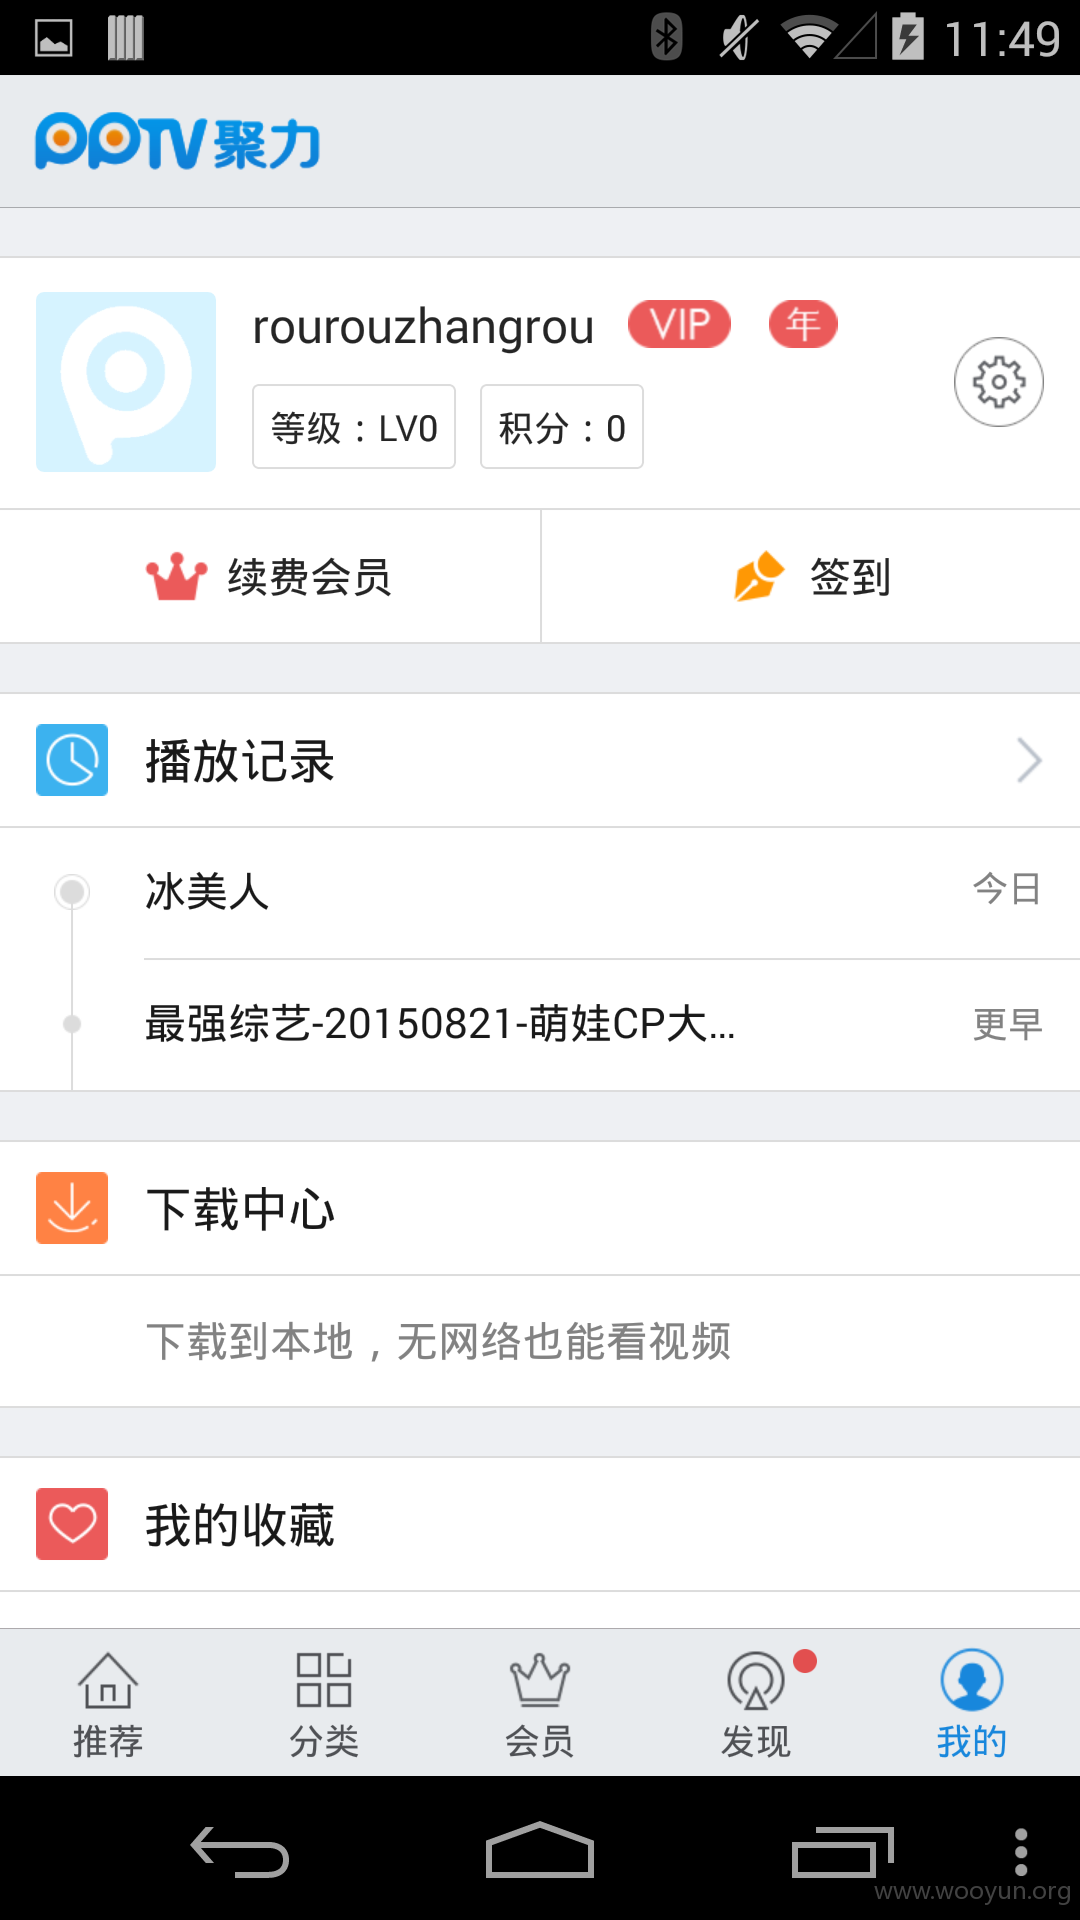 11:49
PPTV聚力
rourouzhangrou VIP 年
等级：LV0 积分：0
续费会员 签到
播放记录
冰美人 今日
最强综艺-20150821-萌娃CP大... 更早
下载中心
下载到本地，无网络也能看视频
我的收藏
推荐 分类 会员 发现 我的
www.wooyun.org